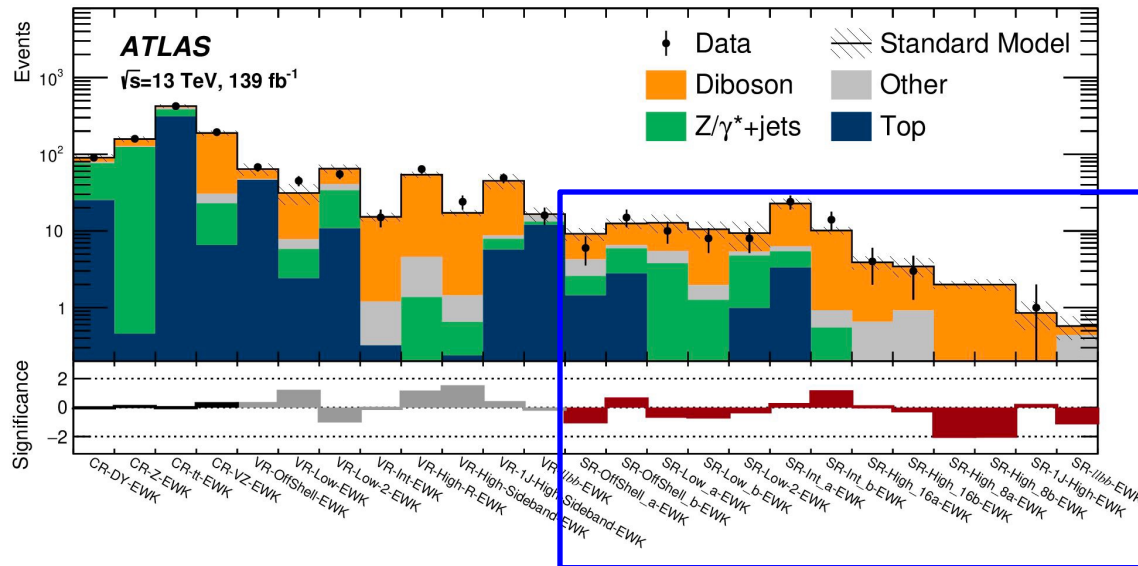 Events
10³
10²
10
1
ATLAS
√s=13 TeV, 139 fb⁻¹
Data
Standard Model
Diboson
Other
Z/γ*+jets
Top
Significance
2
0
−2
CR-DY-EWK
CR-Z-EWK
CR-tt-EWK
CR-VZ-EWK
VR-OffShell-EWK
VR-Low-EWK
VR-Low-2-EWK
VR-Int-EWK
VR-High-R-EWK
VR-High-Sideband-EWK
VR-1J-High-Sideband-EWK
VR-llbb-EWK
SR-OffShell_a-EWK
SR-OffShell_b-EWK
SR-Low_a-EWK
SR-Low_b-EWK
SR-Low-2-EWK
SR-Int_a-EWK
SR-Int_b-EWK
SR-High_16a-EWK
SR-High_16b-EWK
SR-High_8a-EWK
SR-High_8b-EWK
SR-1J-High-EWK
SR-llbb-EWK